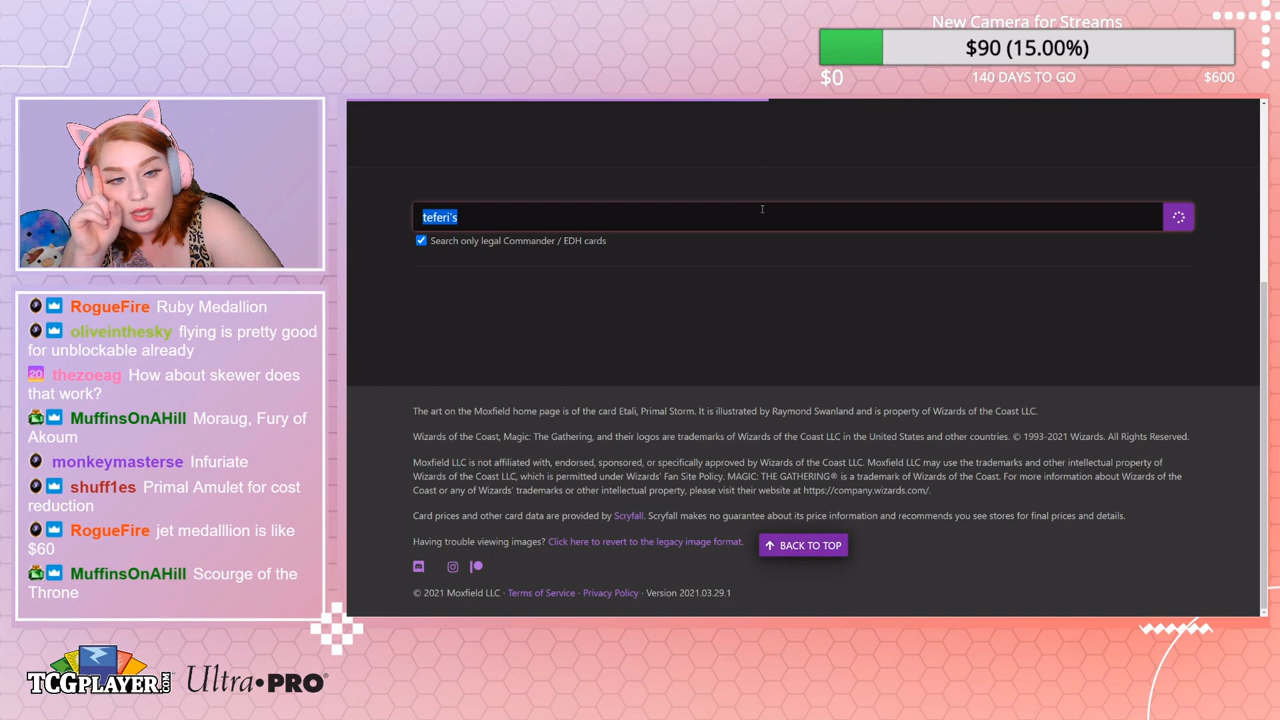 New Camera for Streams
$90 (15.00%)
$0
140 DAYS TO GO
$600
teferi's
Search only legal Commander / EDH cards
RogueFire Ruby Medallion
oliveinthesky flying is pretty good
for unblockable already
20 thezoeag How about skewer does
that work?
MuffinsOnAHill Moraug, Fury of
Akoum
monkeymasterse Infuriate
shuff1es Primal Amulet for cost
reduction
RogueFire jet medalllion is like
$60
MuffinsOnAHill Scourge of the
Throne
The art on the Moxfield home page is of the card Etali, Primal Storm. It is illustrated by Raymond Swanland and is property of Wizards of the Coast LLC.
Wizards of the Coast, Magic: The Gathering, and their logos are trademarks of Wizards of the Coast LLC in the United States and other countries. © 1993-2021 Wizards. All Rights Reserved.
Moxfield LLC is not affiliated with, endorsed, sponsored, or specifically approved by Wizards of the Coast LLC. Moxfield LLC may use the trademarks and other intellectual property of
Wizards of the Coast LLC, which is permitted under Wizards' Fan Site Policy. MAGIC: THE GATHERING® is a trademark of Wizards of the Coast. For more information about Wizards of the
Coast or any of Wizards' trademarks or other intellectual property, please visit their website at https://company.wizards.com/.
Card prices and other card data are provided by Scryfall. Scryfall makes no guarantee about its price information and recommends you see stores for final prices and details.
Having trouble viewing images? Click here to revert to the legacy image format.
BACK TO TOP
© 2021 Moxfield LLC · Terms of Service · Privacy Policy · Version 2021.03.29.1
TCGPLAYER.COM
Ultra•PRO